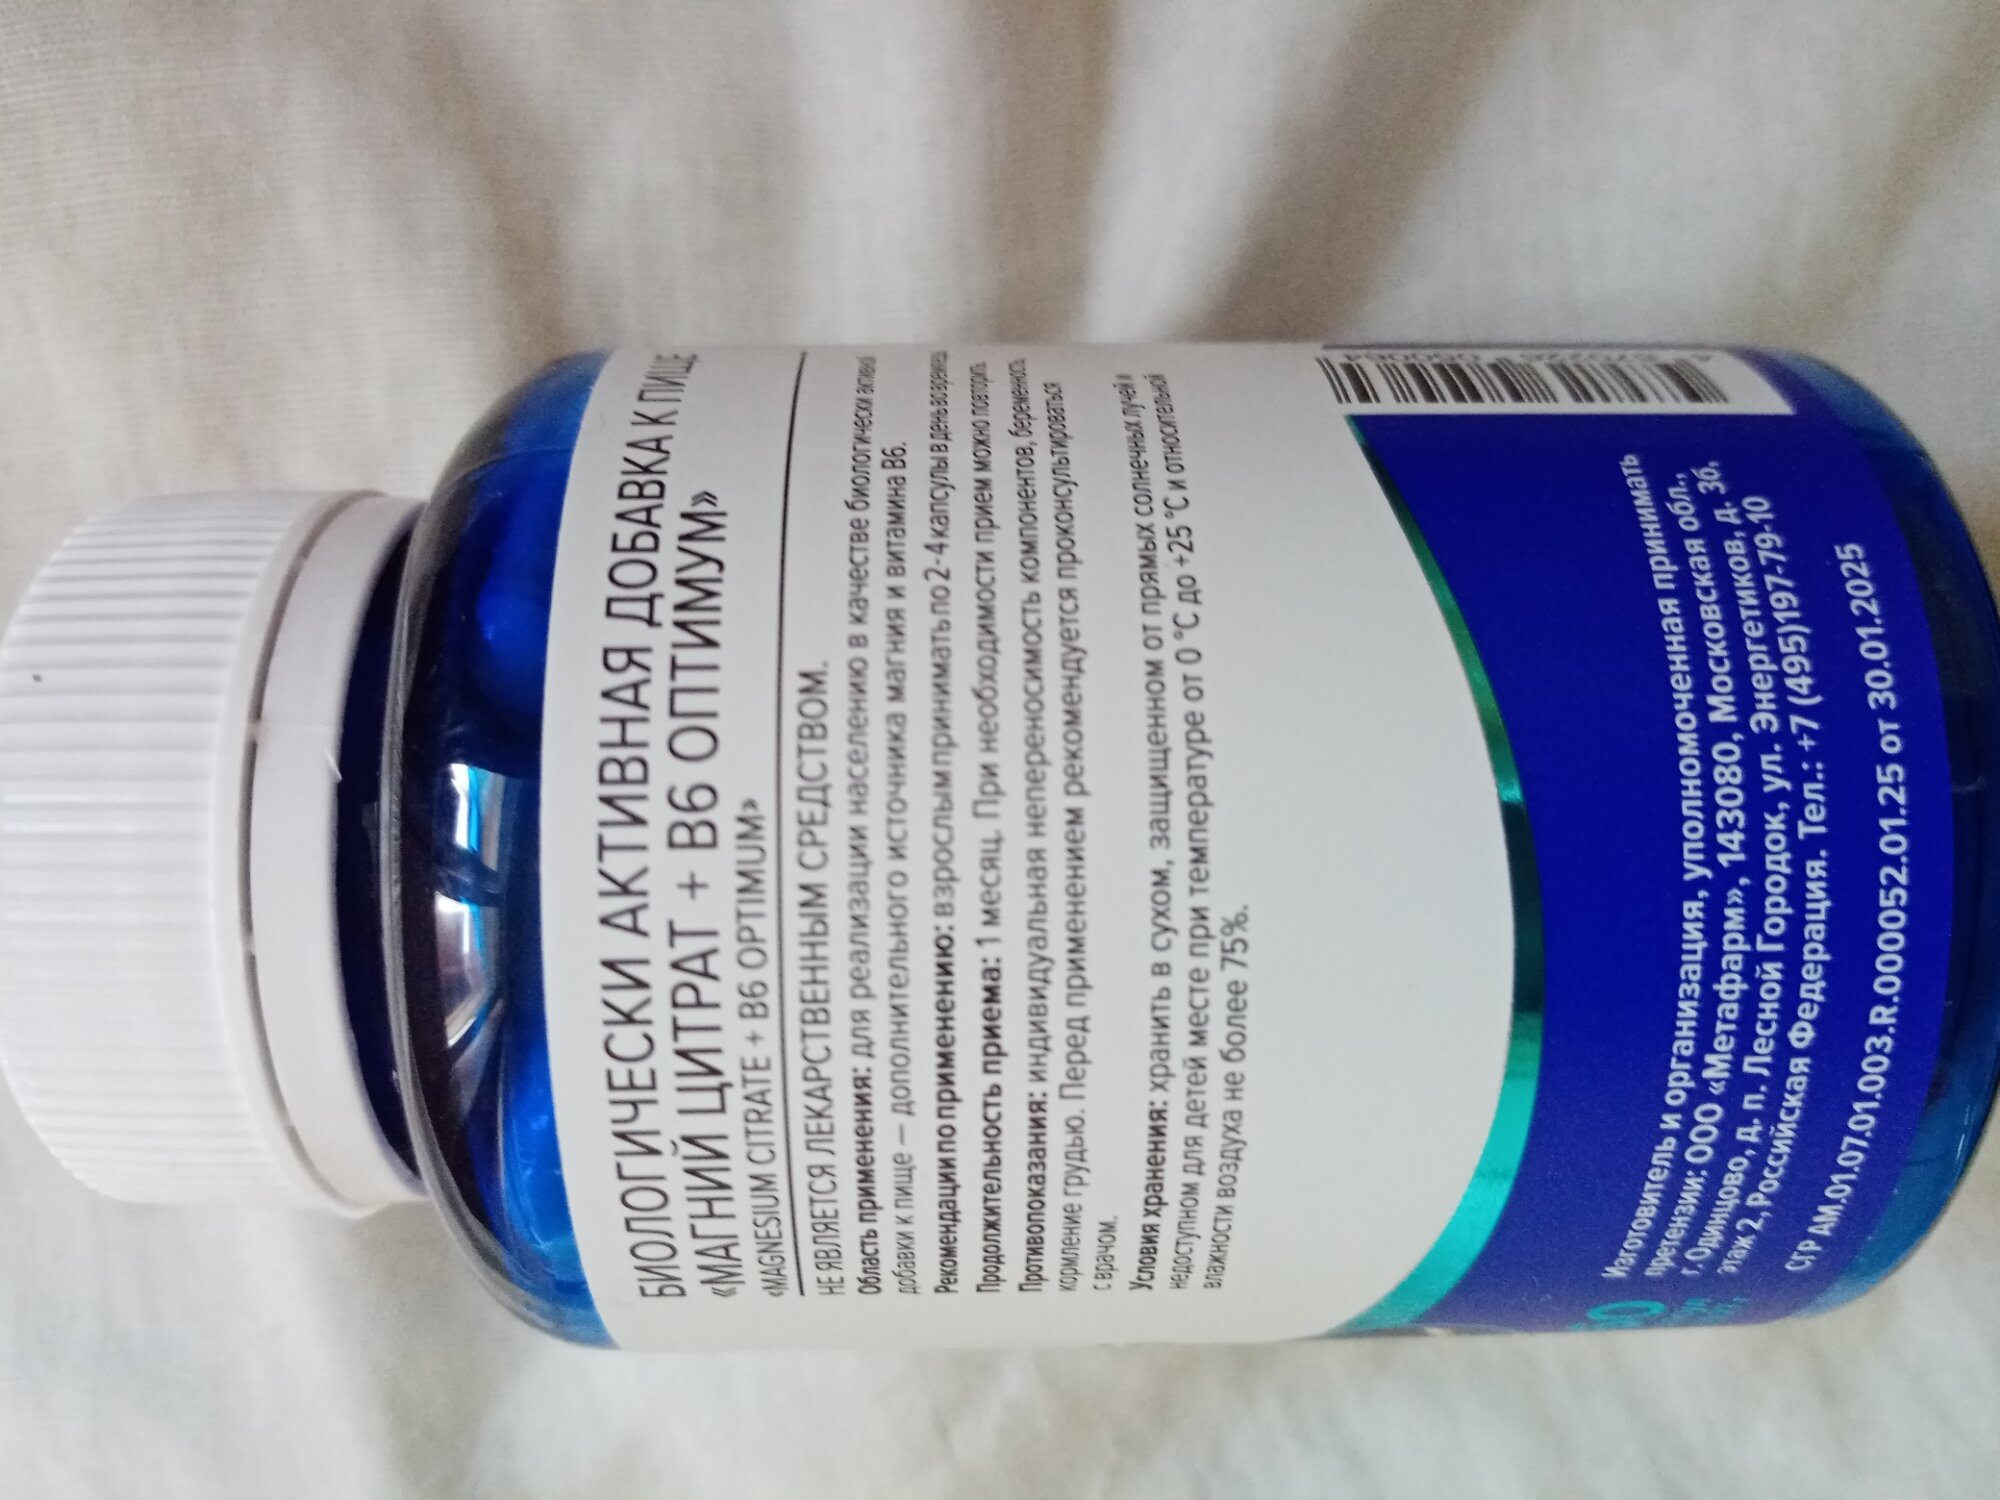 БИОЛОГИЧЕСКИ АКТИВНАЯ ДОБАВКА К ПИЩЕ
«МАГНИЙ ЦИТРАТ + В6 ОПТИМУМ»
«MAGNESIUM CITRATE + B6 OPTIMUM»
НЕ ЯВЛЯЕТСЯ ЛЕКАРСТВЕННЫМ СРЕДСТВОМ.
Область применения: для реализации населению в качестве биологически активной
добавки к пище — дополнительного источника магния и витамина В6.
Рекомендации по применению: взрослым принимать по 2-4 капсулы в день во время еды.
Продолжительность приема: 1 месяц. При необходимости прием можно повторить.
Противопоказания: индивидуальная непереносимость компонентов, беременность,
кормление грудью. Перед применением рекомендуется проконсультироваться
с врачом.
Условия хранения: хранить в сухом, защищенном от прямых солнечных лучей и
недоступном для детей месте при температуре от 0 °С до +25 °С и относительной
влажности воздуха не более 75%.
Изготовитель и организация, уполномоченная принимать
претензии: ООО «Метафарм», 143080, Московская обл.,
г. Одинцово, д. п. Лесной Городок, ул. Энергетиков, д. 3б,
этаж 2, Российская Федерация. Тел.: +7 (495)197-79-10
СГР АМ.01.07.01.003.R.000052.01.25 от 30.01.2025